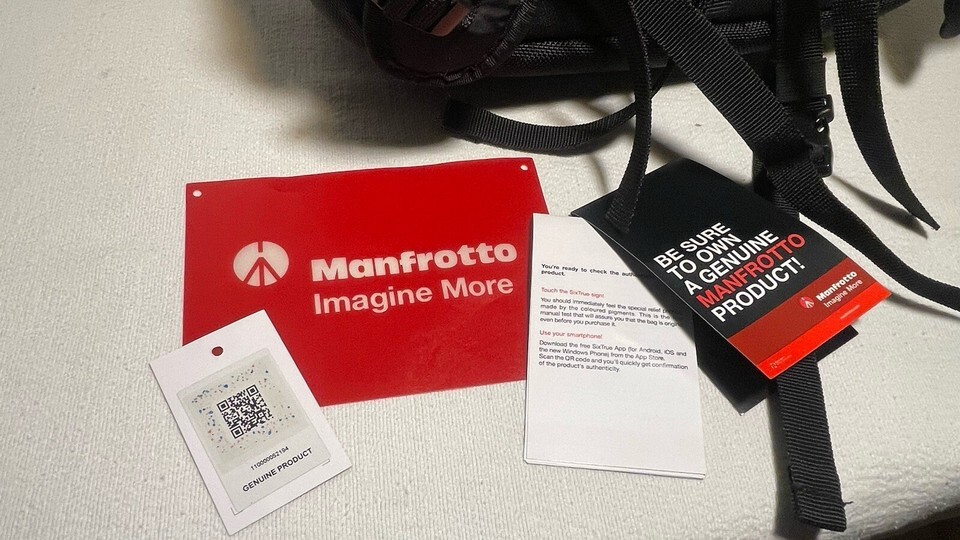 Manfrotto
Imagine More
110000052194
GENUINE PRODUCT
You're ready to check the
product.
Touch the SixTrue sign!
You should immediately feel the special relief
made by the coloured pigments. This is the
manual test that will assure you that the bag is
even before you purchase it.
Use your smartphone!
Download the free SixTrue App (for Android, iOS and
the new Windows Phone) from the App Store.
Scan the QR code and you'll quickly get confirmation
of the product's authenticity.
BE SURE
TO OWN
A GENUINE
MANFROTTO
PRODUCT!
Manfrotto
Imagine More